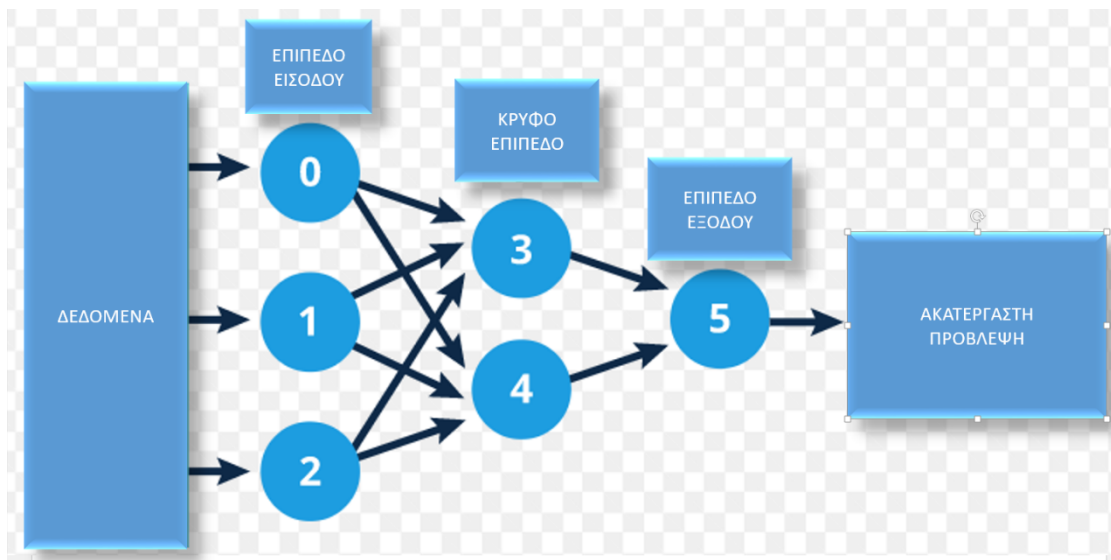 ΕΠΙΠΕΔΟ
ΕΙΣΟΔΟΥ
ΚΡΥΦΟ
ΕΠΙΠΕΔΟ
ΕΠΙΠΕΔΟ
ΕΞΟΔΟΥ
ΔΕΔΟΜΕΝΑ
0
1
2
3
4
5
ΑΚΑΤΕΡΓΑΣΤΗ
ΠΡΟΒΛΕΨΗ